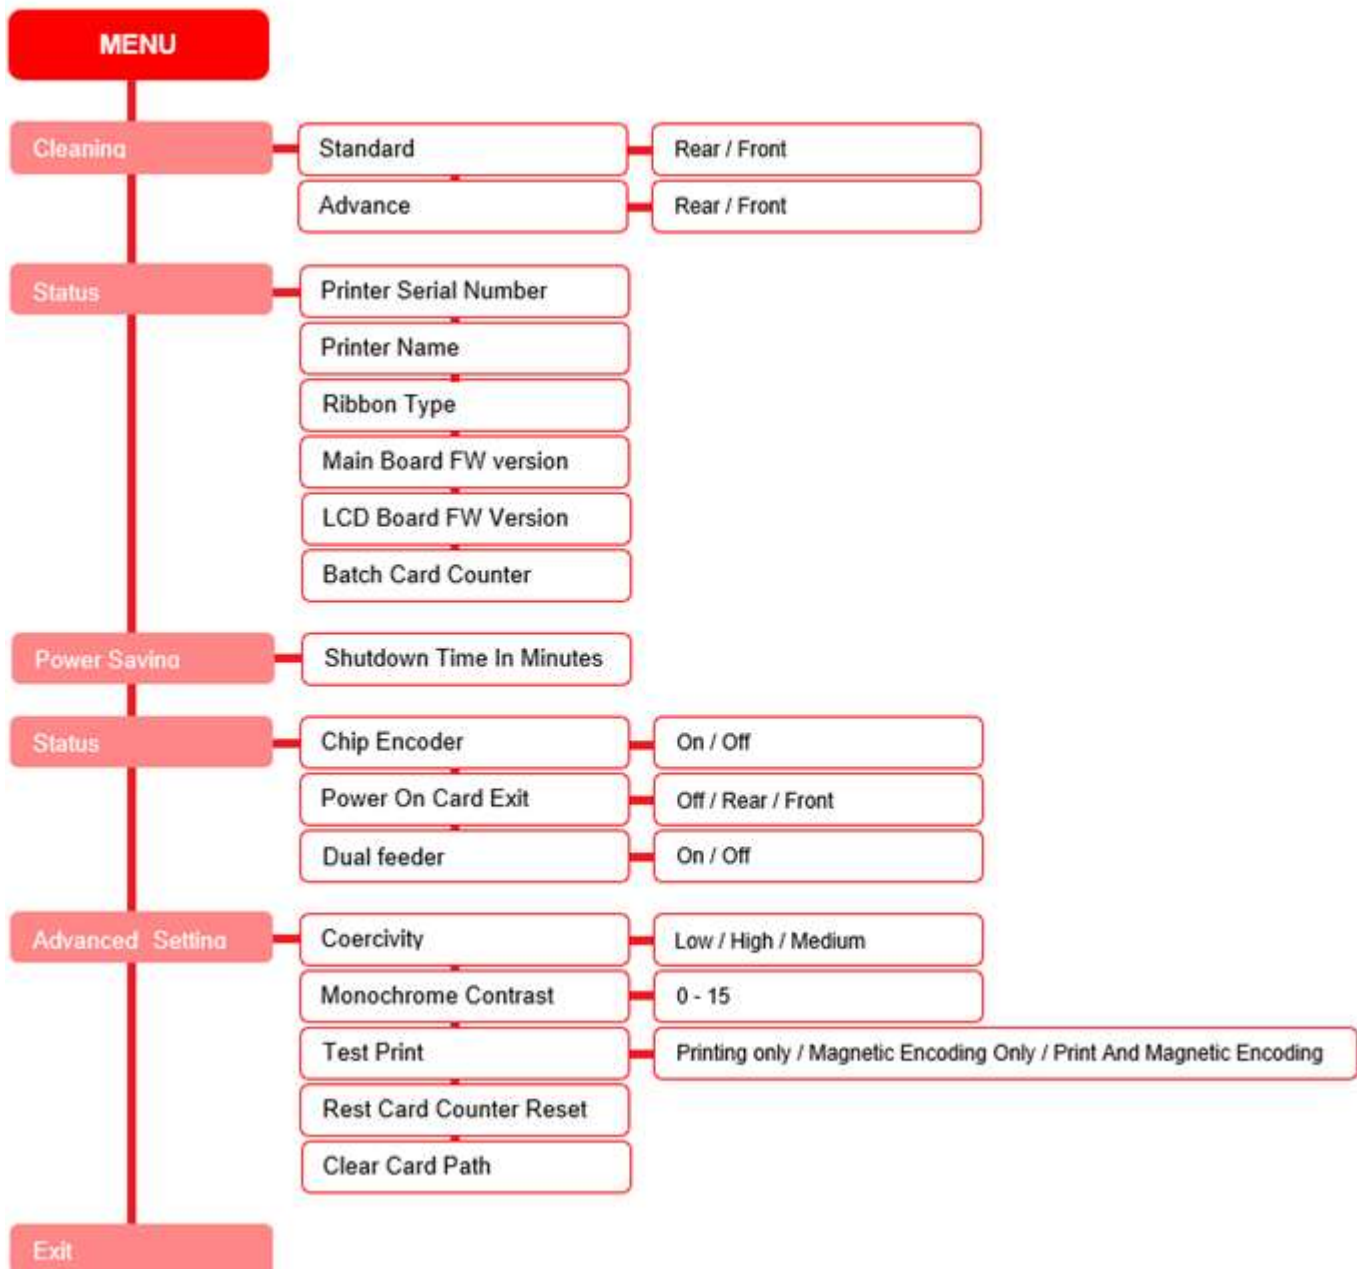 MENU
Cleaning
Standard
Rear / Front
Advance
Rear / Front
Status
Printer Serial Number
Printer Name
Ribbon Type
Main Board FW version
LCD Board FW Version
Batch Card Counter
Power Saving
Shutdown Time In Minutes
Status
Chip Encoder
On / Off
Power On Card Exit
Off / Rear / Front
Dual feeder
On / Off
Advanced Setting
Coercivity
Low / High / Medium
Monochrome Contrast
0 - 15
Test Print
Printing only / Magnetic Encoding Only / Print And Magnetic Encoding
Rest Card Counter Reset
Clear Card Path
Exit